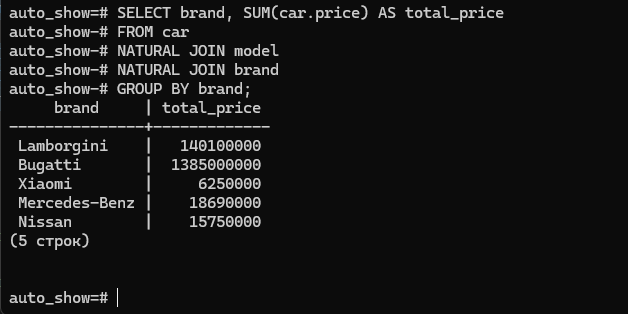 auto_show=# SELECT brand, SUM(car.price) AS total_price
auto_show-# FROM car
auto_show-# NATURAL JOIN model
auto_show-# NATURAL JOIN brand
auto_show-# GROUP BY brand;
     brand     | total_price
---------------+-------------
 Lamborgini    |   140100000
 Bugatti       |  1385000000
 Xiaomi        |     6250000
 Mercedes-Benz |    18690000
 Nissan        |    15750000
(5 строк)
auto_show=#